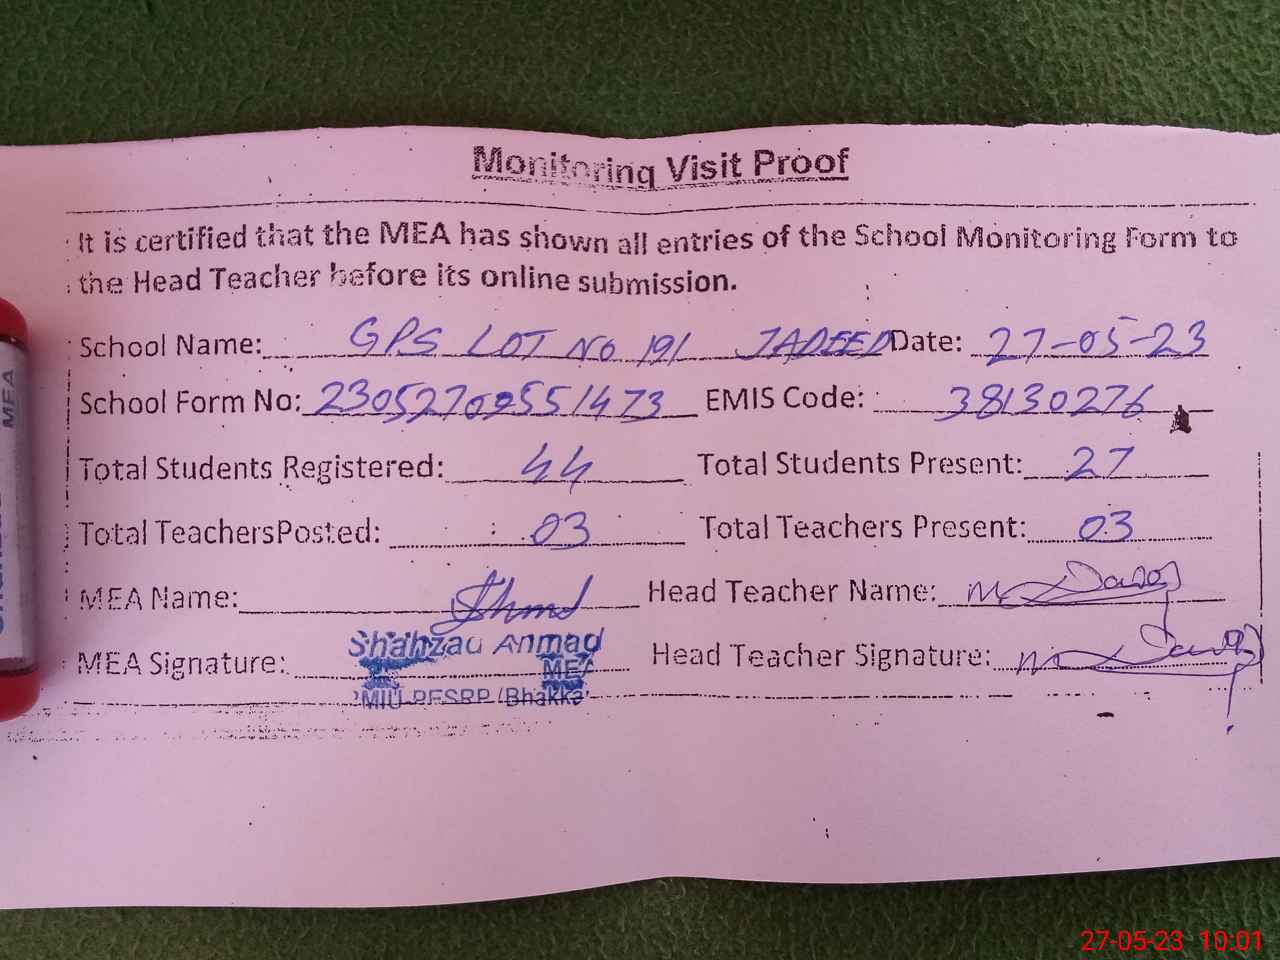 Monitoring Visit Proof
It is certified that the MEA has shown all entries of the School Monitoring Form to
the Head Teacher before its online submission.
School Name: GPS LOT NO 191 JADEED Date: 27-05-23
School Form No: 23052709551473 EMIS Code: 38130276
Total Students Registered: 44 Total Students Present: 27
Total TeachersPosted: 03 Total Teachers Present: 03
MEA Name: Head Teacher Name:
Shahzad Ahmad
MEA Signature: MEA Head Teacher Signature:
MIU-PESRP (Bhakkar
MEA
27-05-23 10:01